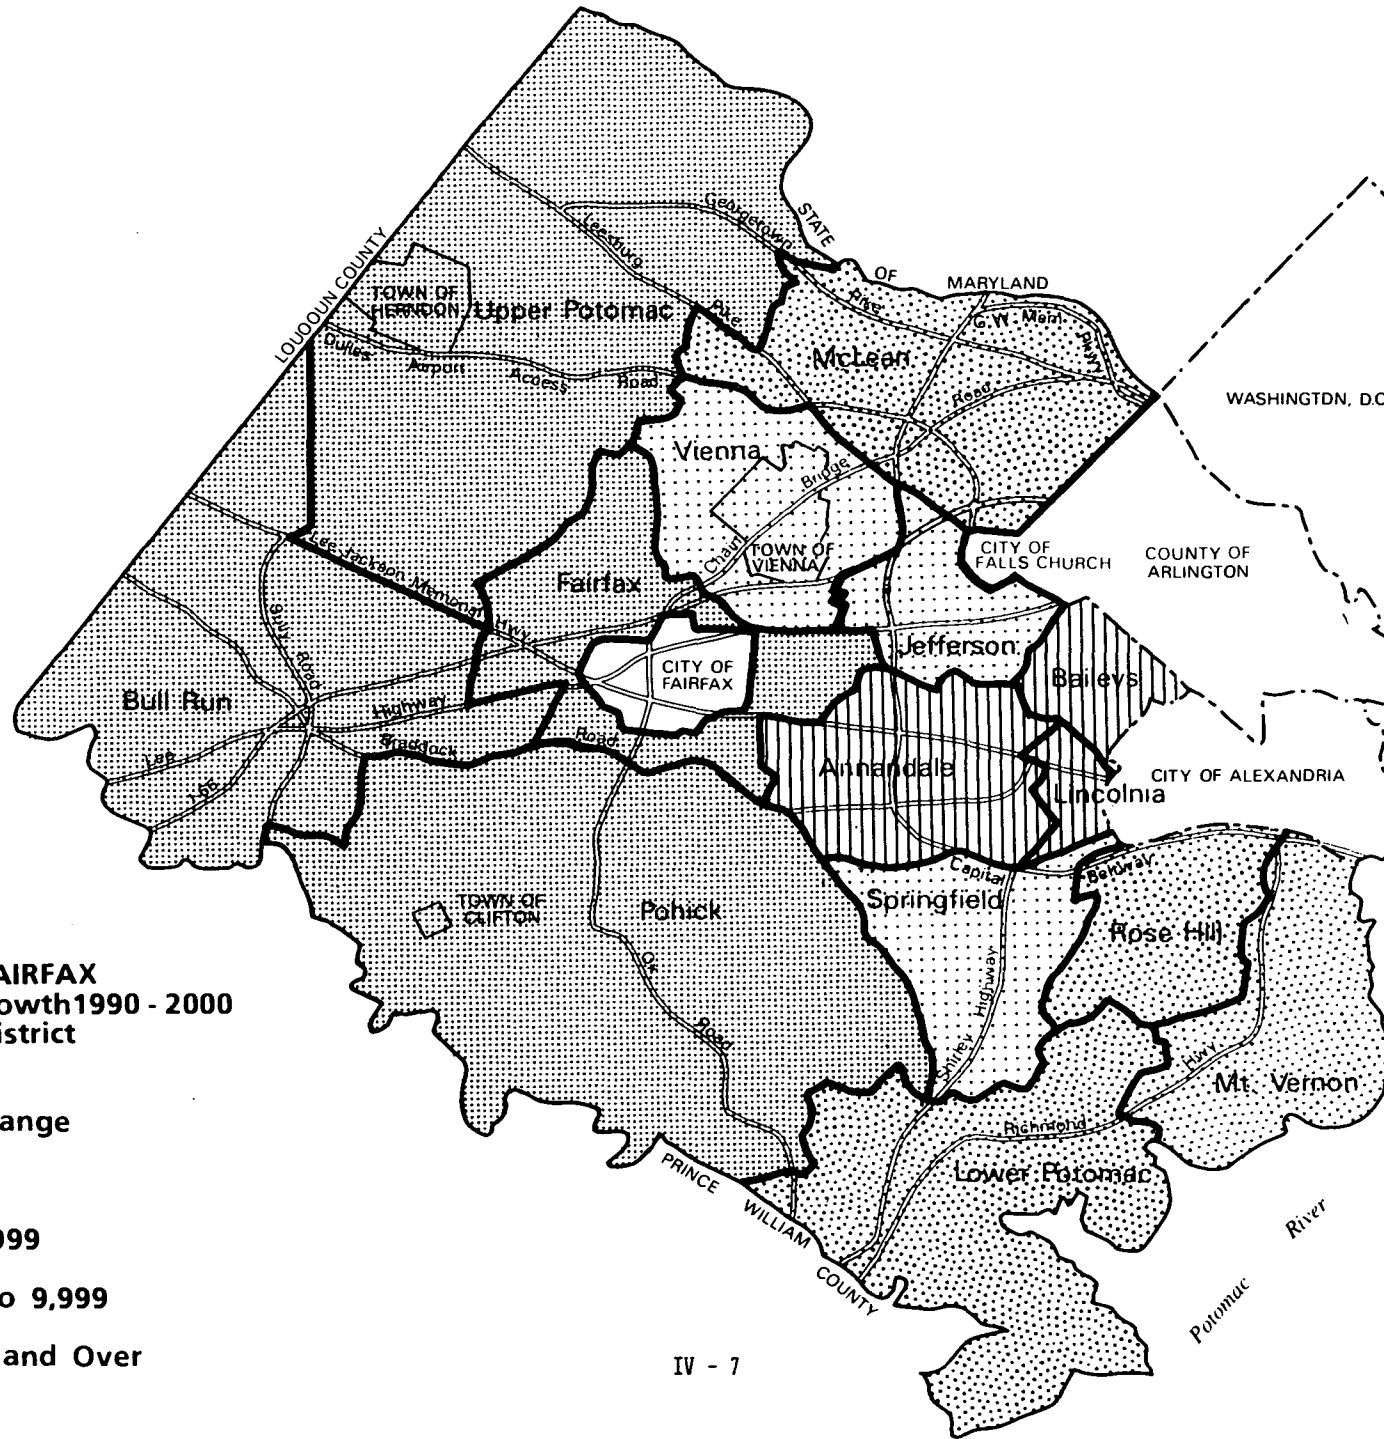 STATE
OF
MARYLAND
Georgetown
Pike
Leesburg
Pike
G W Mem.
Pkwy
LOUDOUN COUNTY
TOWN OF
HERNDON
Upper Potomac
McLean
Dulles
Airport
Access
Road
Road
WASHINGTON, D.C
Vienna
Bridge
Chain
TOWN OF
VIENNA
CITY OF
FALLS CHURCH
COUNTY OF
ARLINGTON
Lee Jackson Memorial Hwy
Fairfax
Jefferson
Baileys
CITY OF
FAIRFAX
Road
Bull Run
Lee
Highway
Braddock
Road
Annandale
CITY OF ALEXANDRIA
Lincolnia
Capital
Beltway
TOWN OF
CLIFTON
Pohick
Springfield
Rose Hill
Ox
Road
Shirley Highway
Hwy
Mt. Vernon
Richmond
Lower Potomac
PRINCE
WILLIAM
COUNTY
Potomac
River
AIRFAX
owth 1990 - 2000
istrict
ange
999
o 9,999
and Over
IV - 7